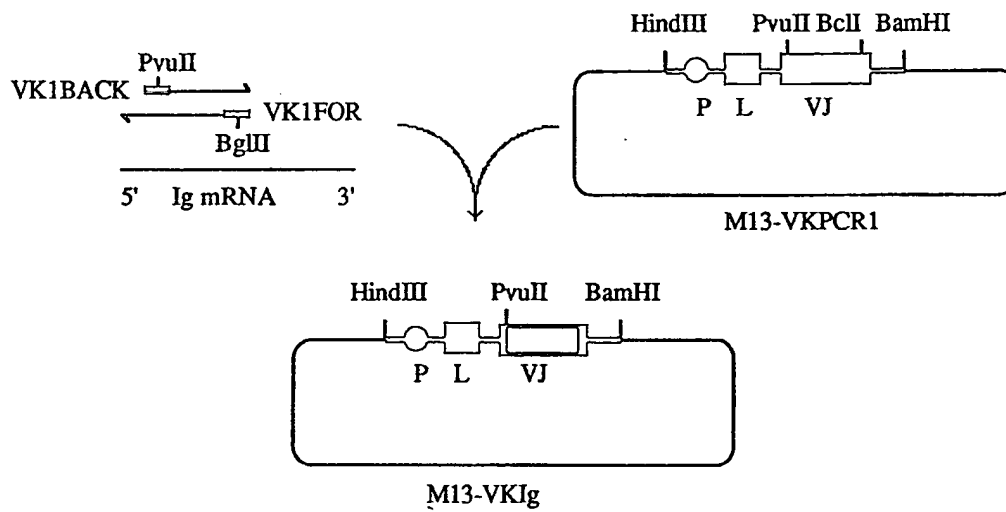 PvuII
VK1BACK
VK1FOR
BglII
5' Ig mRNA 3'
HindIII PvuII BclI BamHI
P L VJ
M13-VKPCR1
HindIII PvuII BamHI
P L VJ
M13-VKIg